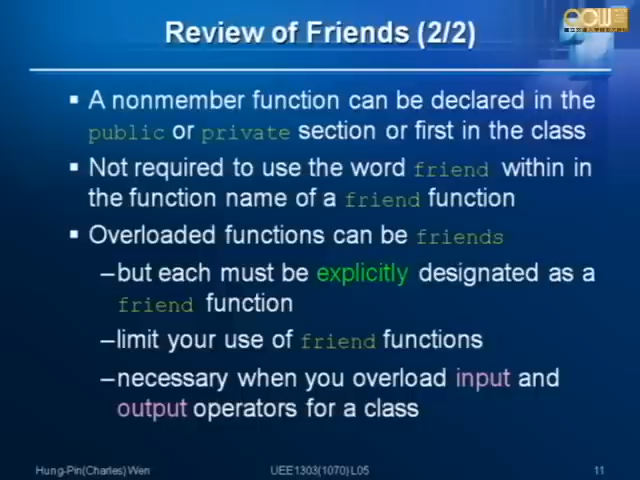 Review of Friends (2/2)
▪ A nonmember function can be declared in the
public or private section or first in the class
▪ Not required to use the word friend within in
the function name of a friend function
▪ Overloaded functions can be friends
–but each must be explicitly designated as a
friend function
–limit your use of friend functions
–necessary when you overload input and
output operators for a class
Hung-Pin(Charles) Wen
UEE1303(1070) L05
11